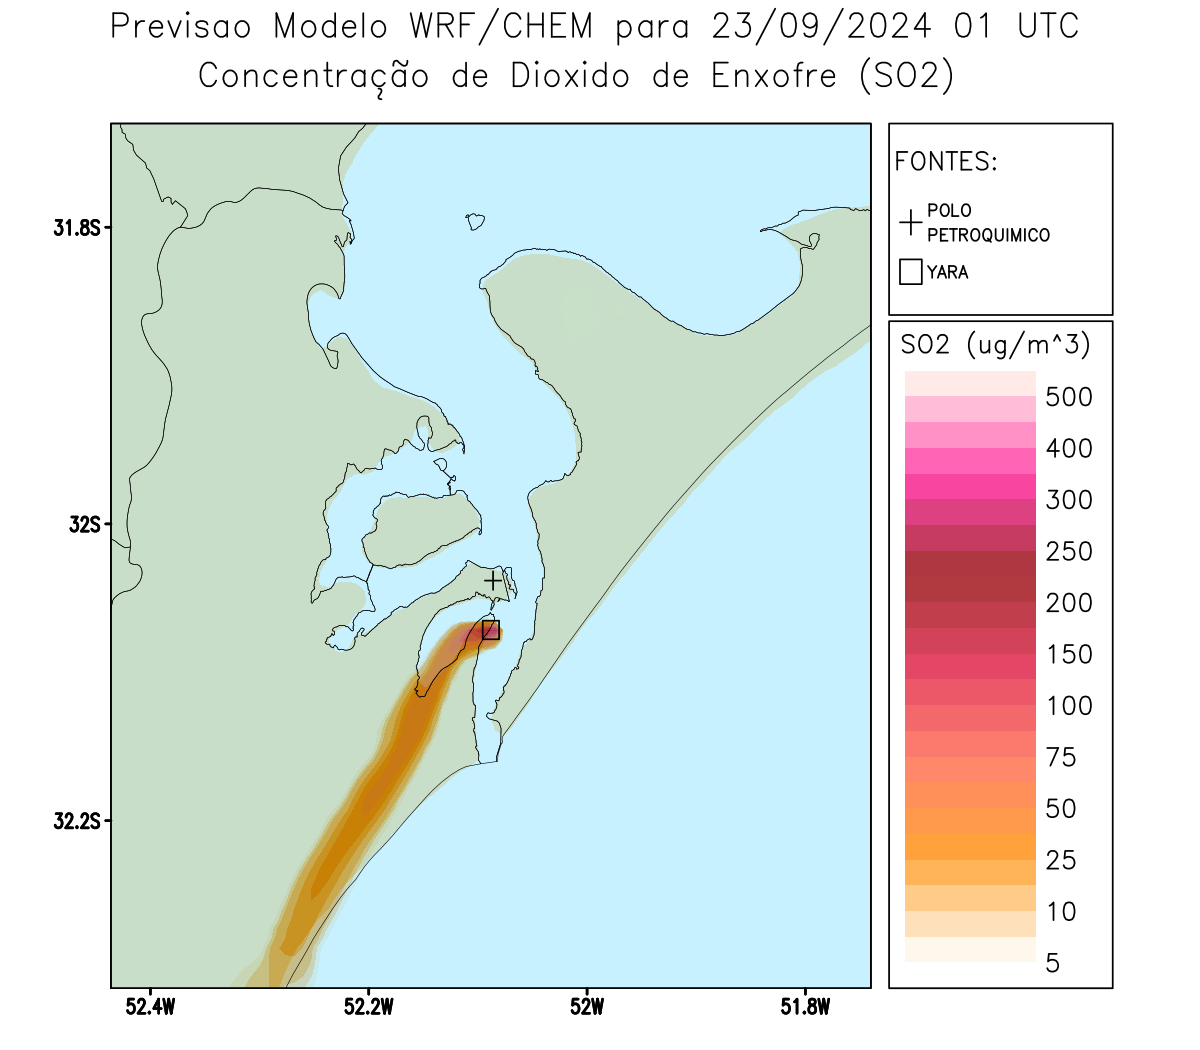 Previsao Modelo WRF/CHEM para 23/09/2024 01 UTC
Concentração de Dioxido de Enxofre (SO2)
FONTES:
POLO
PETROQUIMICO
YARA
31.8S
32S
32.2S
52.4W
52.2W
52W
51.8W
SO2 (ug/m^3)
500
400
300
250
200
150
100
75
50
25
10
5